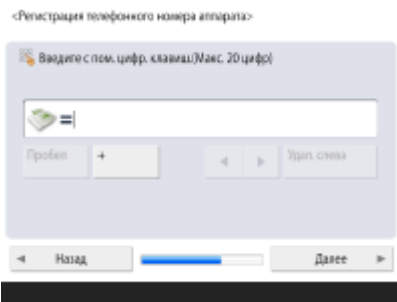 <Регистрация телефонного номера аппарата>
Введите с пом. цифр. клавиш.(Макс. 20 цифр)
=
Пробел + ◄ ► Удал. слева
◄ Назад Далее ►